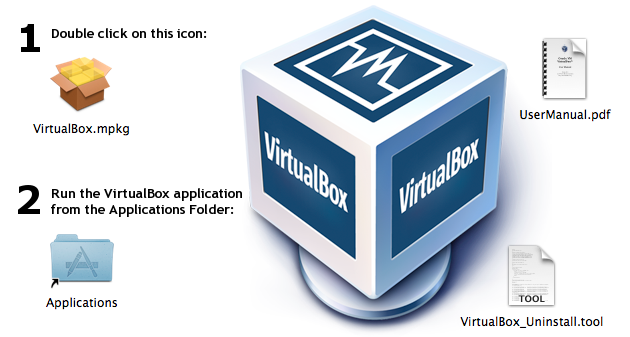 1 Double click on this icon:
VirtualBox.mpkg
2 Run the VirtualBox application
from the Applications Folder:
Applications
VirtualBox
VirtualBox
UserManual.pdf
TOOL
VirtualBox_Uninstall.tool